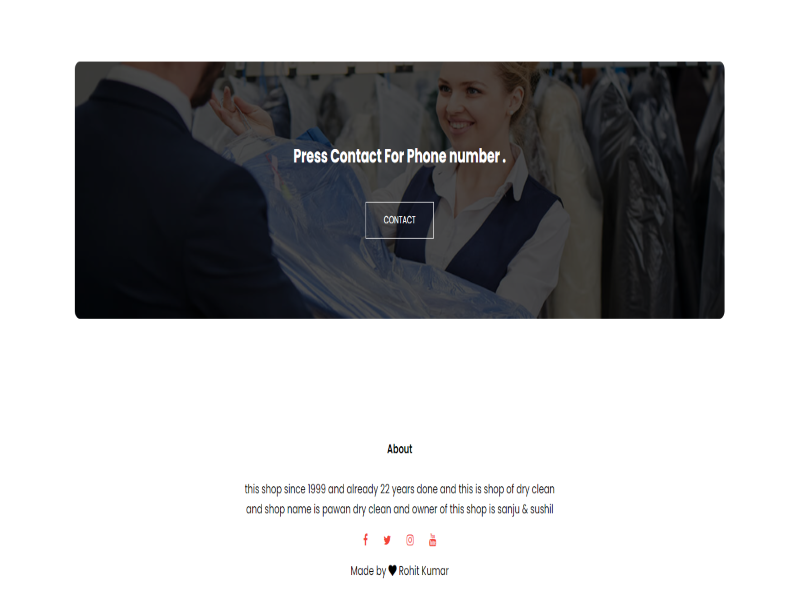 Press Contact For Phone number .
CONTACT
About
this shop since 1999 and already 22 years done and this is shop of dry clean
and shop name is pawan dry clean and owner of this shop is sanju & sushil
Made by ♥ Rohit Kumar